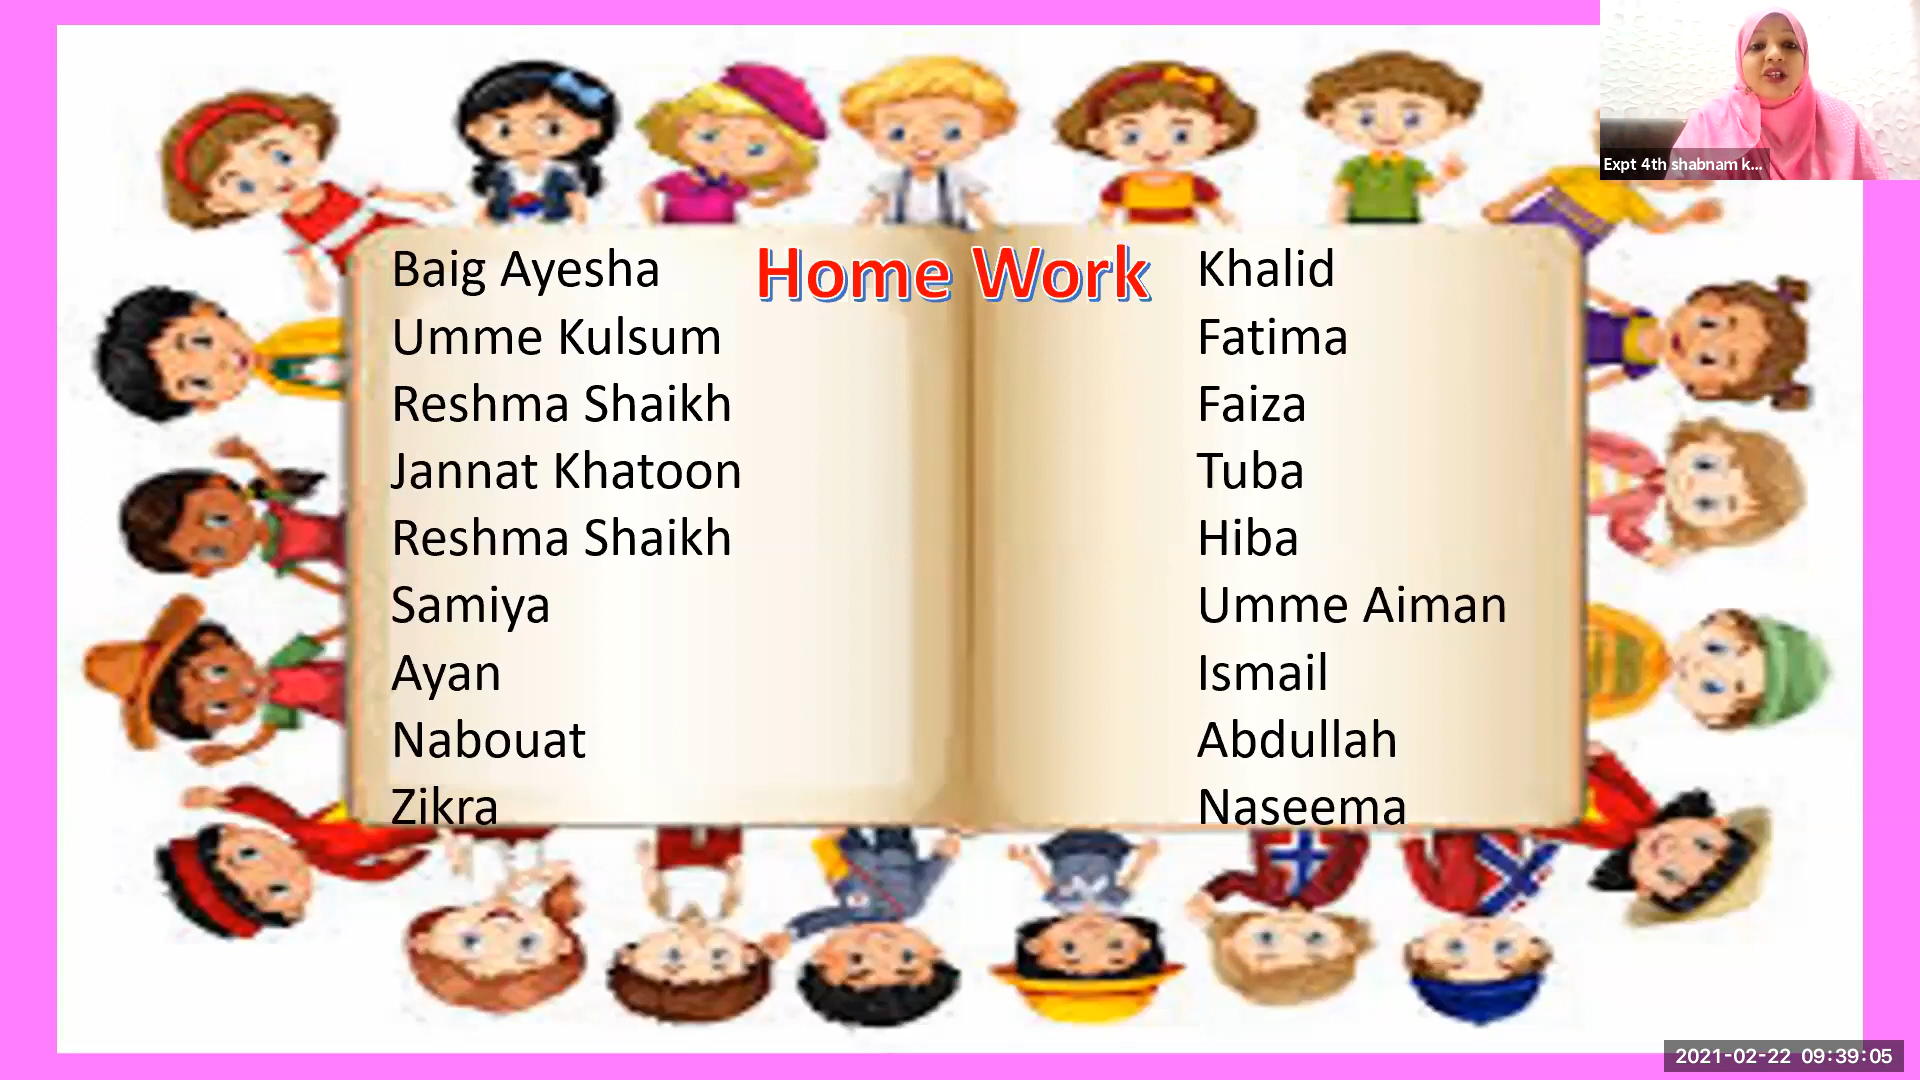 Expt 4th shabnam k...
Home Work
Baig Ayesha
Umme Kulsum
Reshma Shaikh
Jannat Khatoon
Reshma Shaikh
Samiya
Ayan
Nabouat
Zikra
Khalid
Fatima
Faiza
Tuba
Hiba
Umme Aiman
Ismail
Abdullah
Naseema
2021-02-22 09:39:05